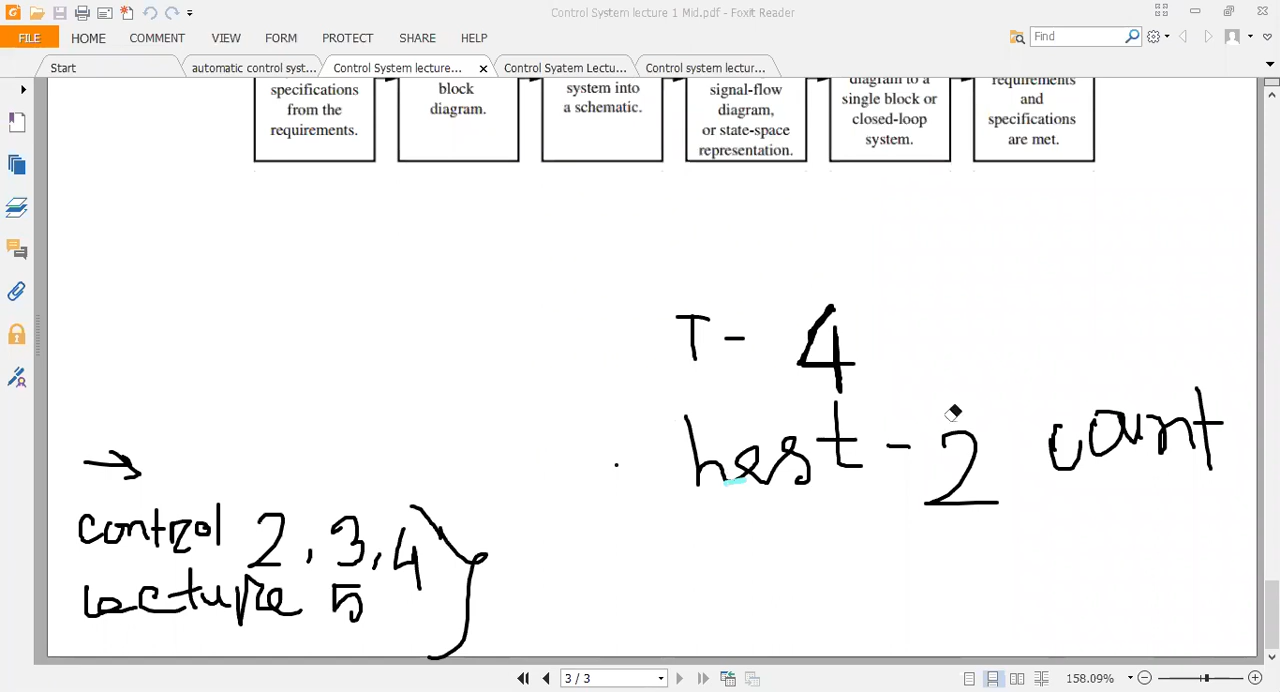 Control System lecture 1 Mid.pdf - Foxit Reader
FILE HOME COMMENT VIEW FORM PROTECT SHARE HELP
Find
Start automatic control syst... Control System lecture... Control Syatem Lectu... Control system lectur...
specifications
from the
requirements.
block
diagram.
system into
a schematic.
signal-flow
diagram,
or state-space
representation.
diagram to a
single block or
closed-loop
system.
requirements
and
specifications
are met.
T - 4
best - 2 count
control 2, 3, 4
lecture 5
3 / 3
158.09%